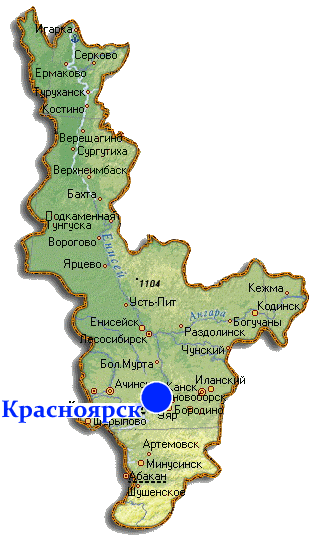 Игарка
Серково
Ермаково
Туруханск
Костино
Верещагино
Сургутиха
Верхнеимбатск
Бахта
Подкаменная
Тунгуска
Енисей
Ворогово
Ярцево
1104
Кежма
Усть-Пит
Кодинск
Ангара
Богучаны
Енисейск
Раздолинск
Лесосибирск
Чунский
Бол.Мурта
Иланский
Ачинск
Канск
Красноярск
Бородино
Уяр
Шарыпово
Артемовск
Минусинск
Абакан
Шушенское